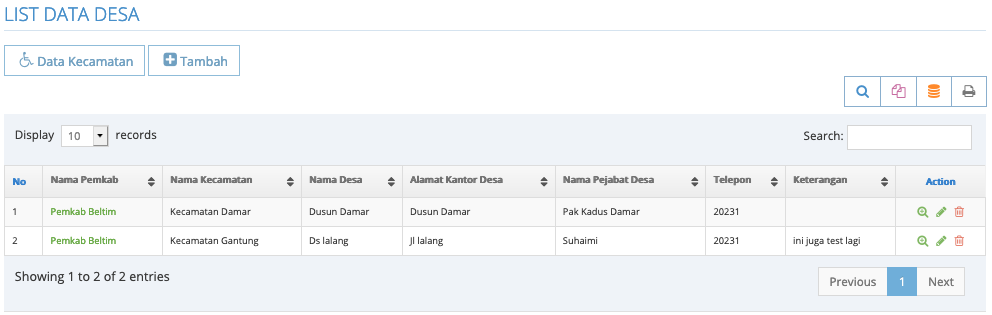 LIST DATA DESA
Data Kecamatan Tambah
Display 10 records Search:
No Nama Pemkab Nama Kecamatan Nama Desa Alamat Kantor Desa Nama Pejabat Desa Telepon Keterangan Action
1 Pemkab Beltim Kecamatan Damar Dusun Damar Dusun Damar Pak Kadus Damar 20231
2 Pemkab Beltim Kecamatan Gantung Ds lalang Jl lalang Suhaimi 20231 ini juga test lagi
Showing 1 to 2 of 2 entries
Previous 1 Next